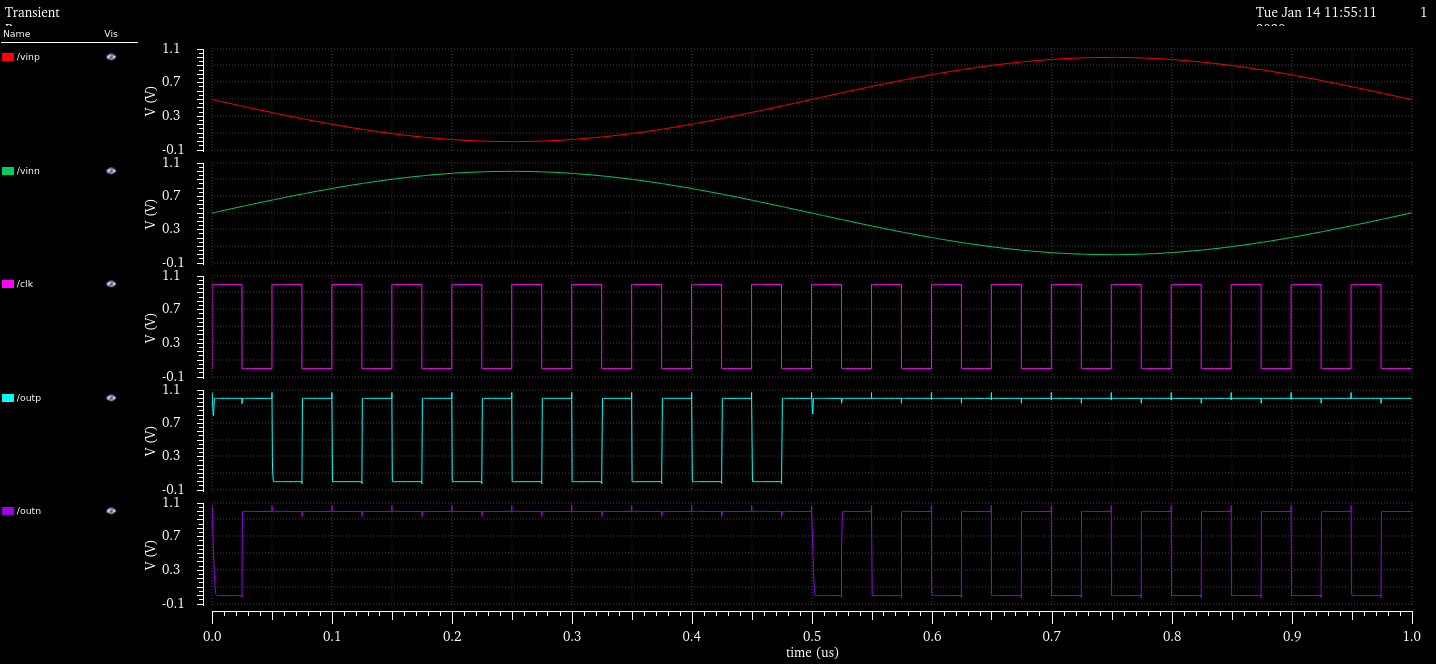 Transient
Tue Jan 14 11:55:11
1
Name Vis
/vinp
1.1
0.7
0.3
-0.1
V (V)
/vinn
1.1
0.7
0.3
-0.1
V (V)
/clk
1.1
0.7
0.3
-0.1
V (V)
/outp
1.1
0.7
0.3
-0.1
V (V)
/outn
1.1
0.7
0.3
-0.1
V (V)
0.0 0.1 0.2 0.3 0.4 0.5 0.6 0.7 0.8 0.9 1.0
time (us)